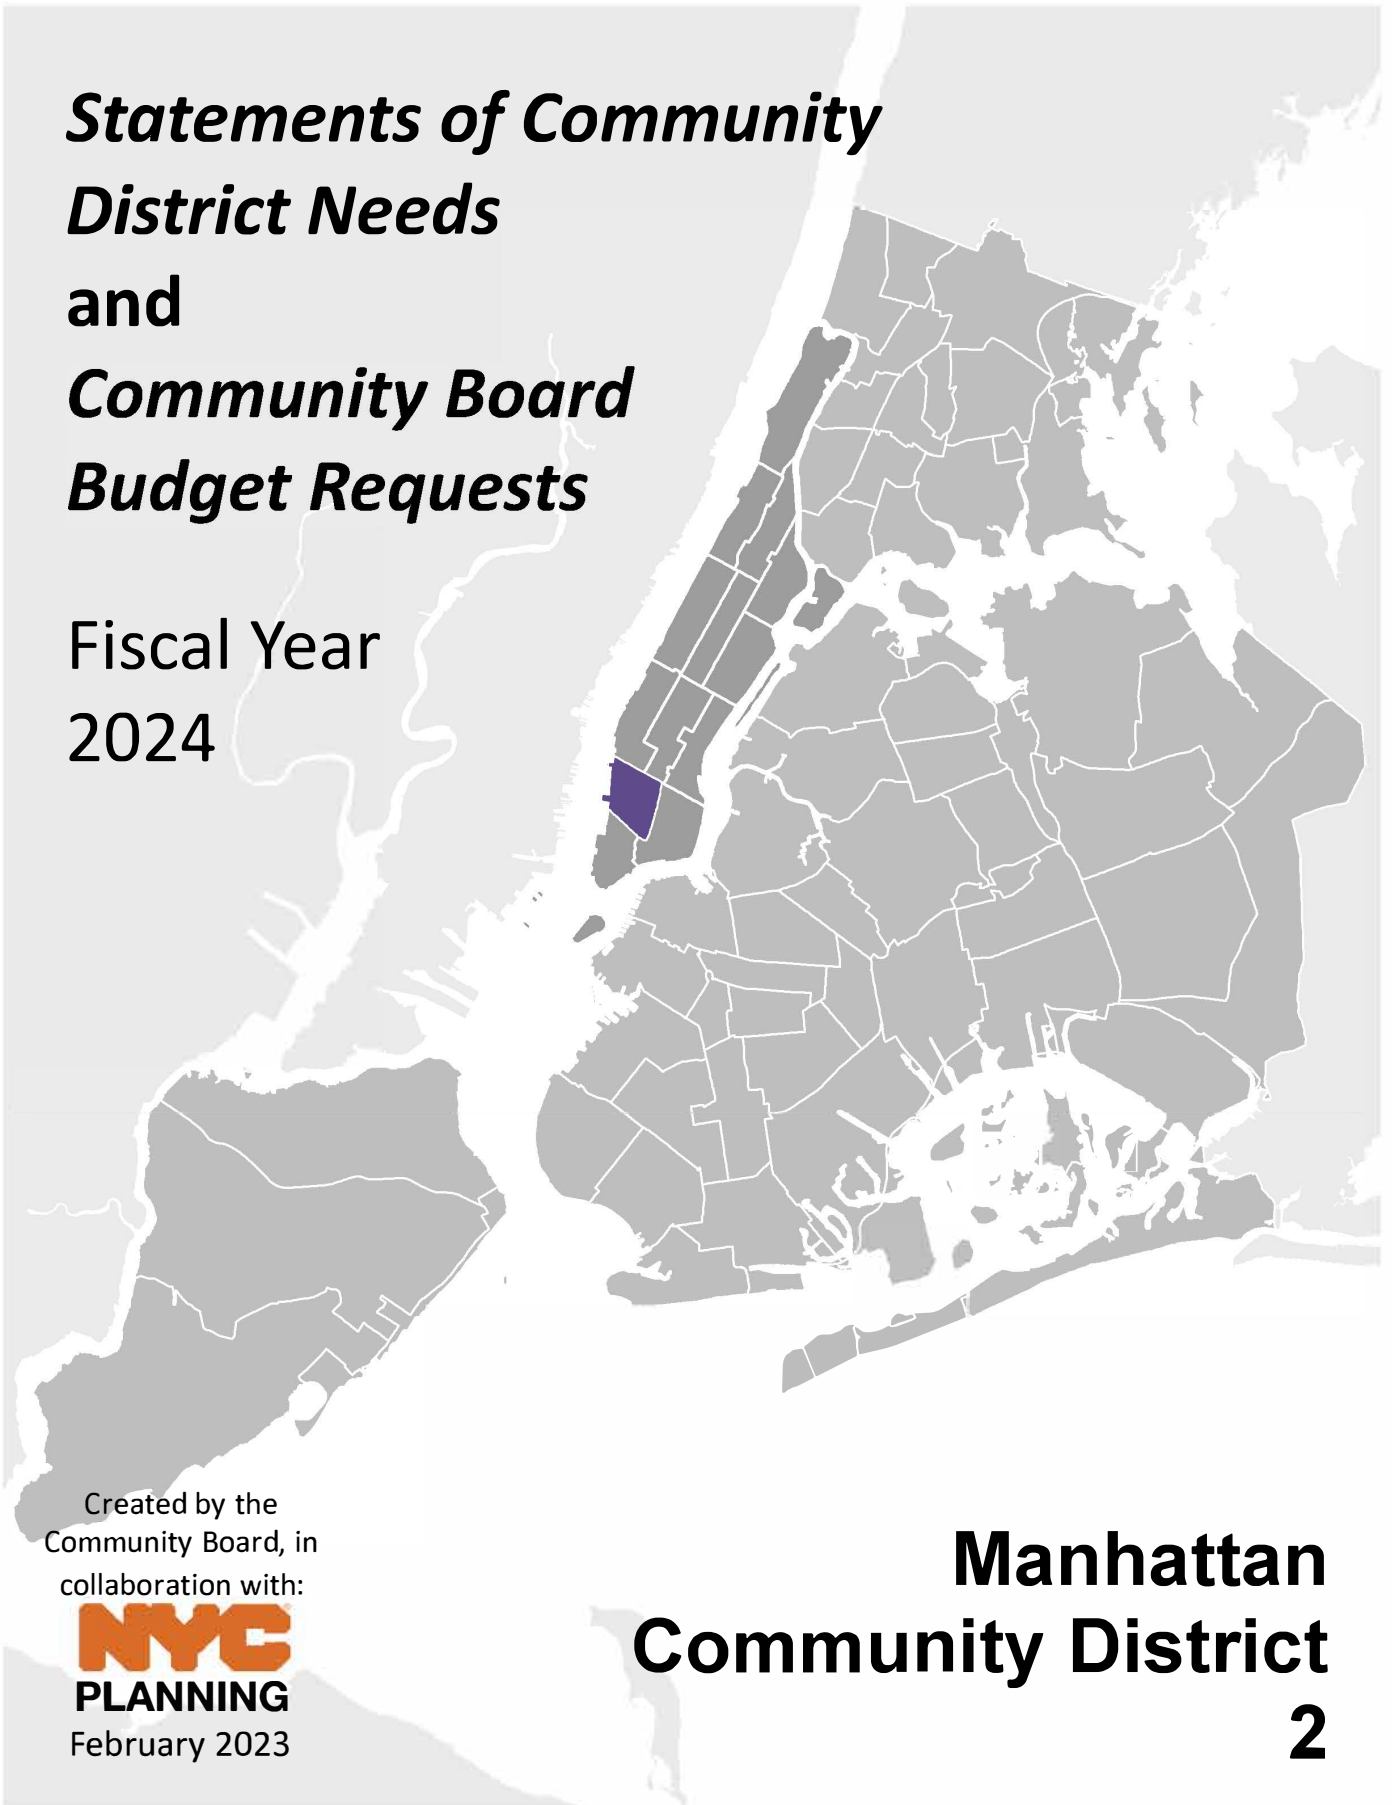 Statements of Community
District Needs
and
Community Board
Budget Requests
Fiscal Year
2024
Created by the
Community Board, in
collaboration with:
NYC
PLANNING
February 2023
Manhattan
Community District
2